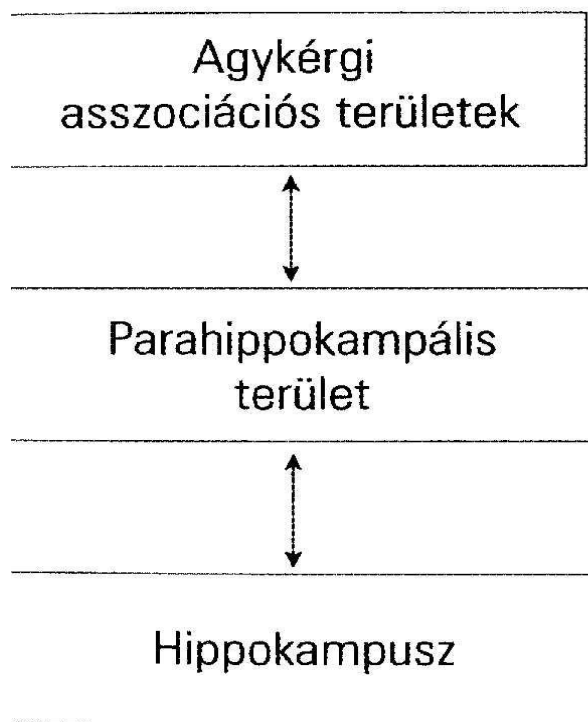 Agykérgi
asszociációs területek
Parahippokampális
terület
Hippokampusz